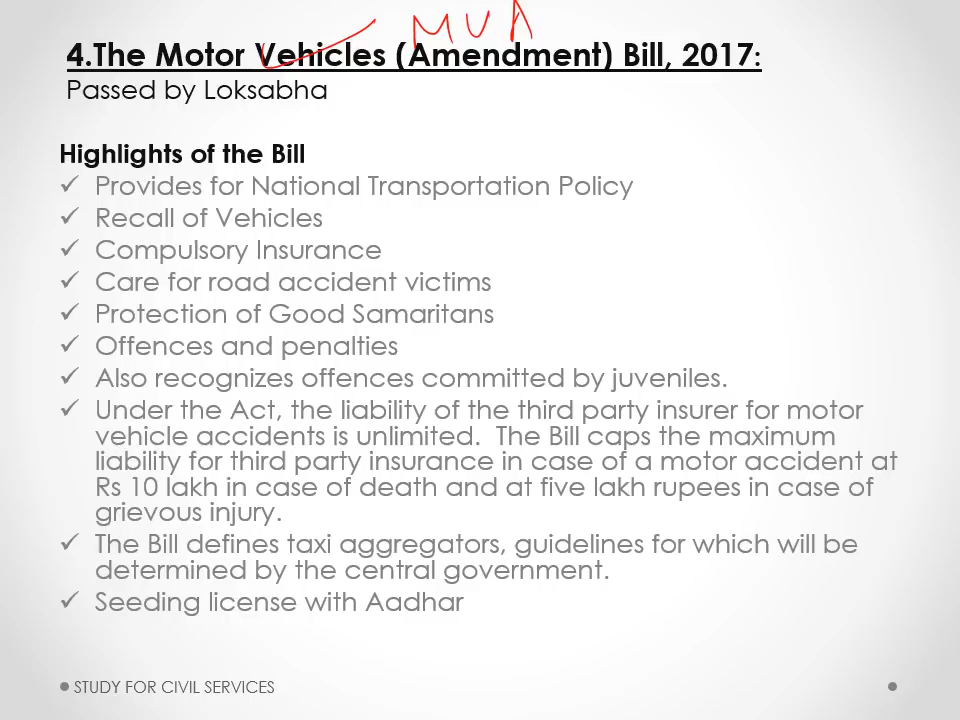 MVA
4.The Motor Vehicles (Amendment) Bill, 2017:
Passed by Loksabha
Highlights of the Bill
✓ Provides for National Transportation Policy
✓ Recall of Vehicles
✓ Compulsory Insurance
✓ Care for road accident victims
✓ Protection of Good Samaritans
✓ Offences and penalties
✓ Also recognizes offences committed by juveniles.
✓ Under the Act, the liability of the third party insurer for motor
vehicle accidents is unlimited. The Bill caps the maximum
liability for third party insurance in case of a motor accident at
Rs 10 lakh in case of death and at five lakh rupees in case of
grievous injury.
✓ The Bill defines taxi aggregators, guidelines for which will be
determined by the central government.
✓ Seeding license with Aadhar
● STUDY FOR CIVIL SERVICES ●